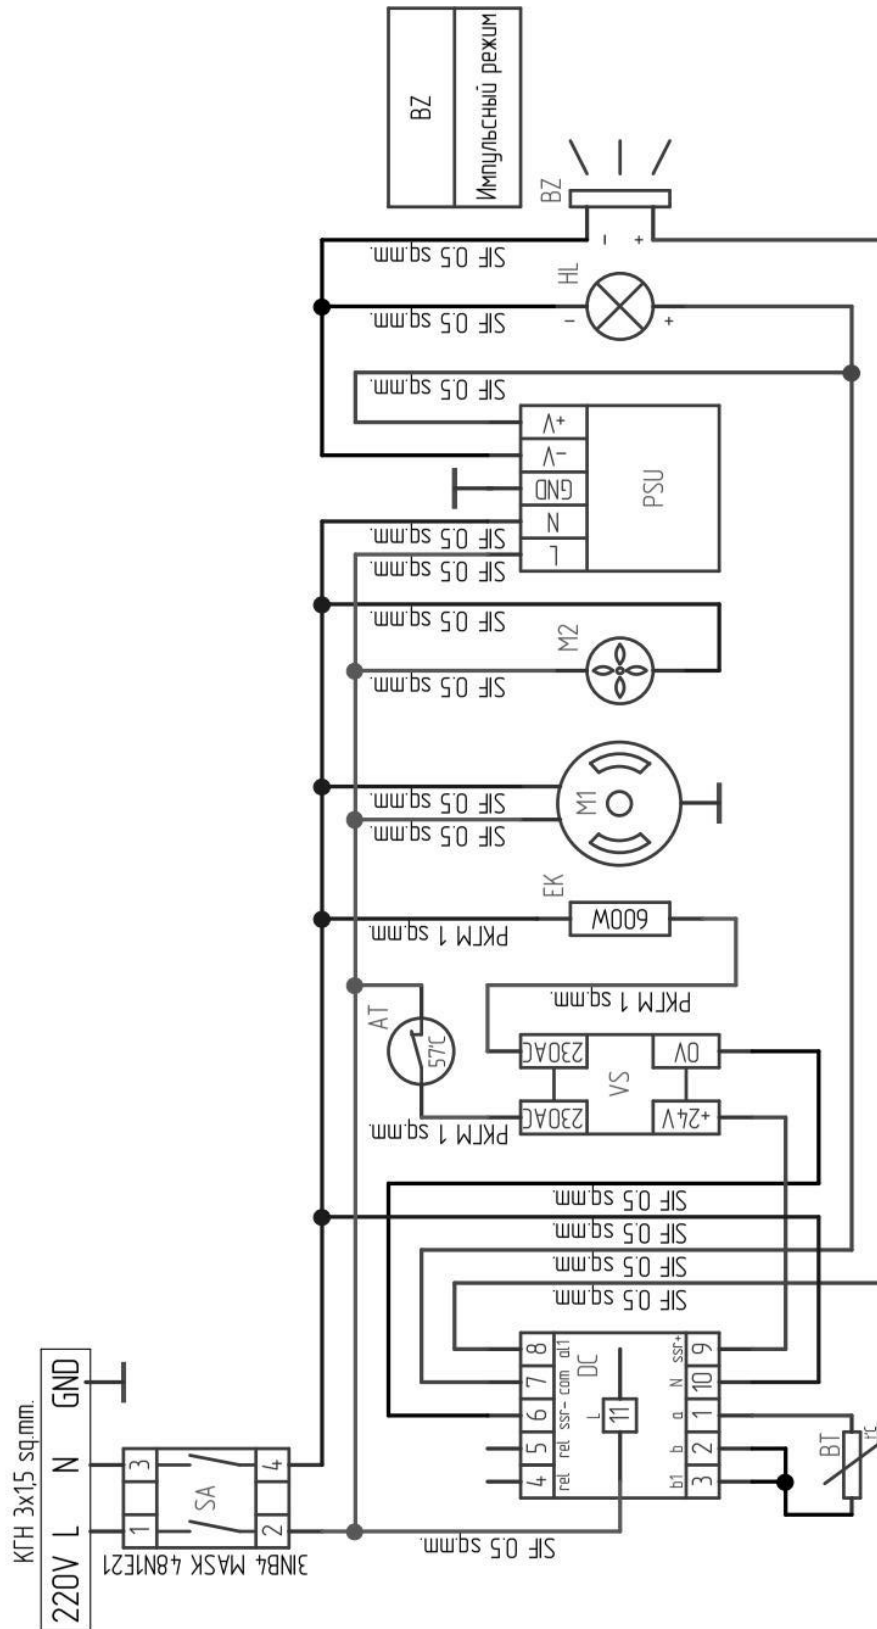 BZ
Импульсный режим
BZ
SIF 0.5 sq.mm.
-
+
HL
SIF 0.5 sq.mm.
-
+
SIF 0.5 sq.mm.
+V
-V
GND
N
L
PSU
SIF 0.5 sq.mm.
SIF 0.5 sq.mm.
SIF 0.5 sq.mm.
M2
SIF 0.5 sq.mm.
SIF 0.5 sq.mm.
SIF 0.5 sq.mm.
M1
EK
600W
РКГМ 1 sq.mm.
РКГМ 1 sq.mm.
AT
57°C
РКГМ 1 sq.mm.
230AC
230AC
VS
0V
+24V
SIF 0.5 sq.mm.
SIF 0.5 sq.mm.
SIF 0.5 sq.mm.
SIF 0.5 sq.mm.
8 al1
7 com
6 ssr-
5 rel
4 rel
DC
L
11
ssr+ 9
N 10
a 1
b 2
b1 3
BT
t°C
SIF 0.5 sq.mm.
КГН 3x1,5 sq.mm.
220V L N GND
3 4
1 2
SA
3INB4 MASK 48N1E21